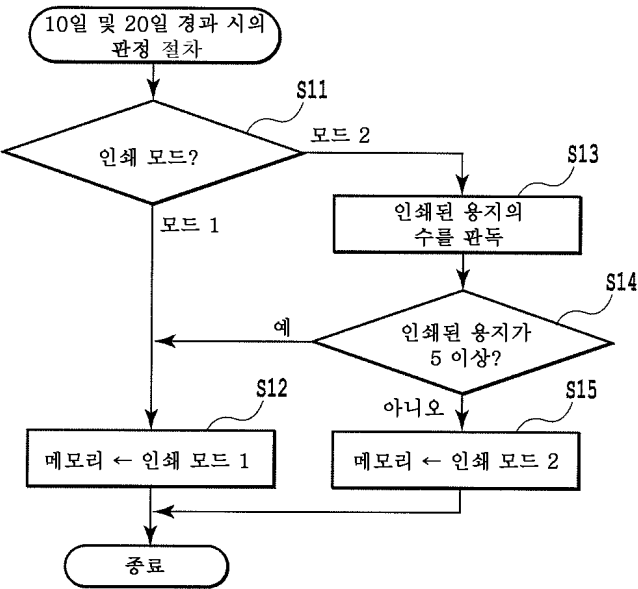 10일 및 20일 경과 시의
판정 절차
S11
인쇄 모드?
모드 2
S13
인쇄된 용지의
수를 판독
모드 1
S14
예
인쇄된 용지가
5 이상?
아니오
S12
S15
메모리 ← 인쇄 모드 1
메모리 ← 인쇄 모드 2
종료